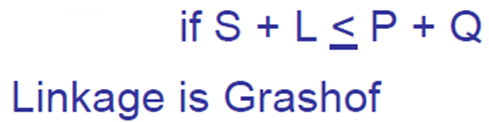 if S + L ≤ P + Q
Linkage is Grashof